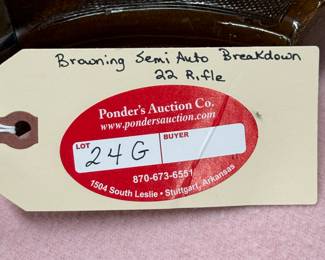 Browning Semi Auto Breakdown
22 Rifle
Ponder's Auction Co.
www.pondersauction.com
LOT BUYER
24G
870-673-6551
1504 South Leslie • Stuttgart, Arkansas